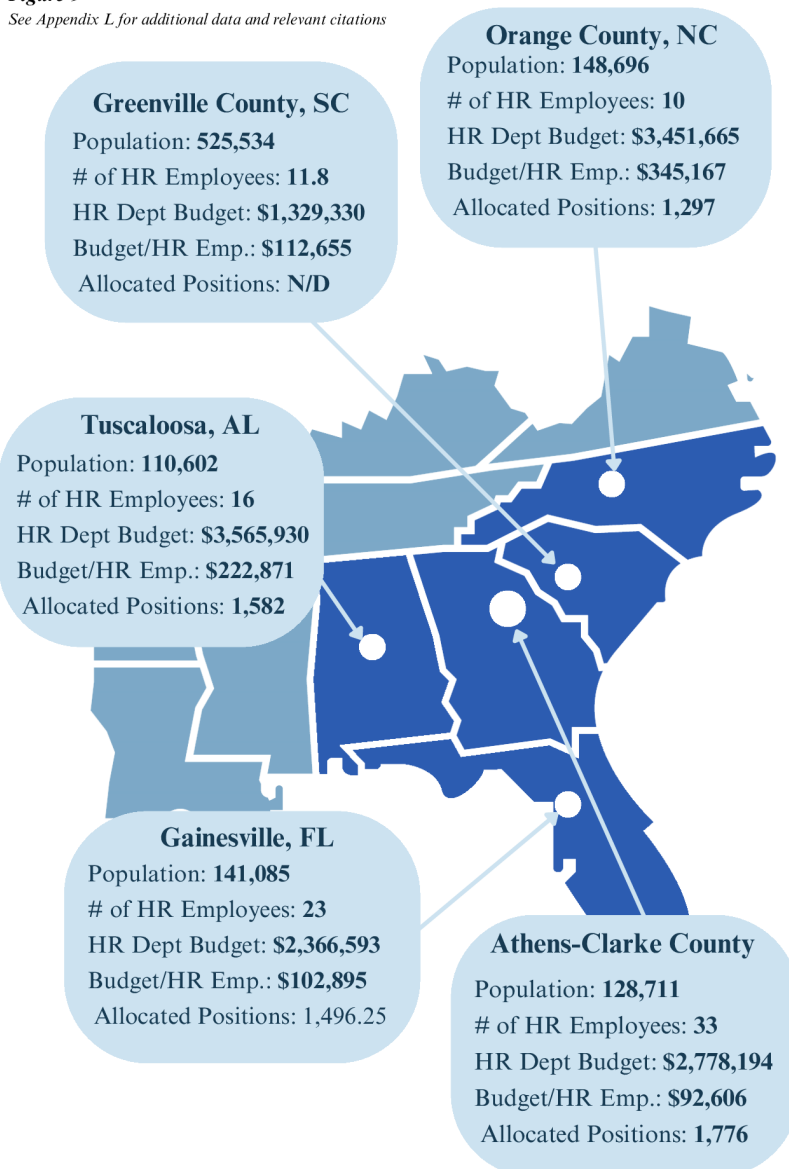 See Appendix L for additional data and relevant citations
Orange County, NC
Population: 148,696
# of HR Employees: 10
HR Dept Budget: $3,451,665
Budget/HR Emp.: $345,167
Allocated Positions: 1,297
Greenville County, SC
Population: 525,534
# of HR Employees: 11.8
HR Dept Budget: $1,329,330
Budget/HR Emp.: $112,655
Allocated Positions: N/D
Tuscaloosa, AL
Population: 110,602
# of HR Employees: 16
HR Dept Budget: $3,565,930
Budget/HR Emp.: $222,871
Allocated Positions: 1,582
Gainesville, FL
Population: 141,085
# of HR Employees: 23
HR Dept Budget: $2,366,593
Budget/HR Emp.: $102,895
Allocated Positions: 1,496.25
Athens-Clarke County
Population: 128,711
# of HR Employees: 33
HR Dept Budget: $2,778,194
Budget/HR Emp.: $92,606
Allocated Positions: 1,776